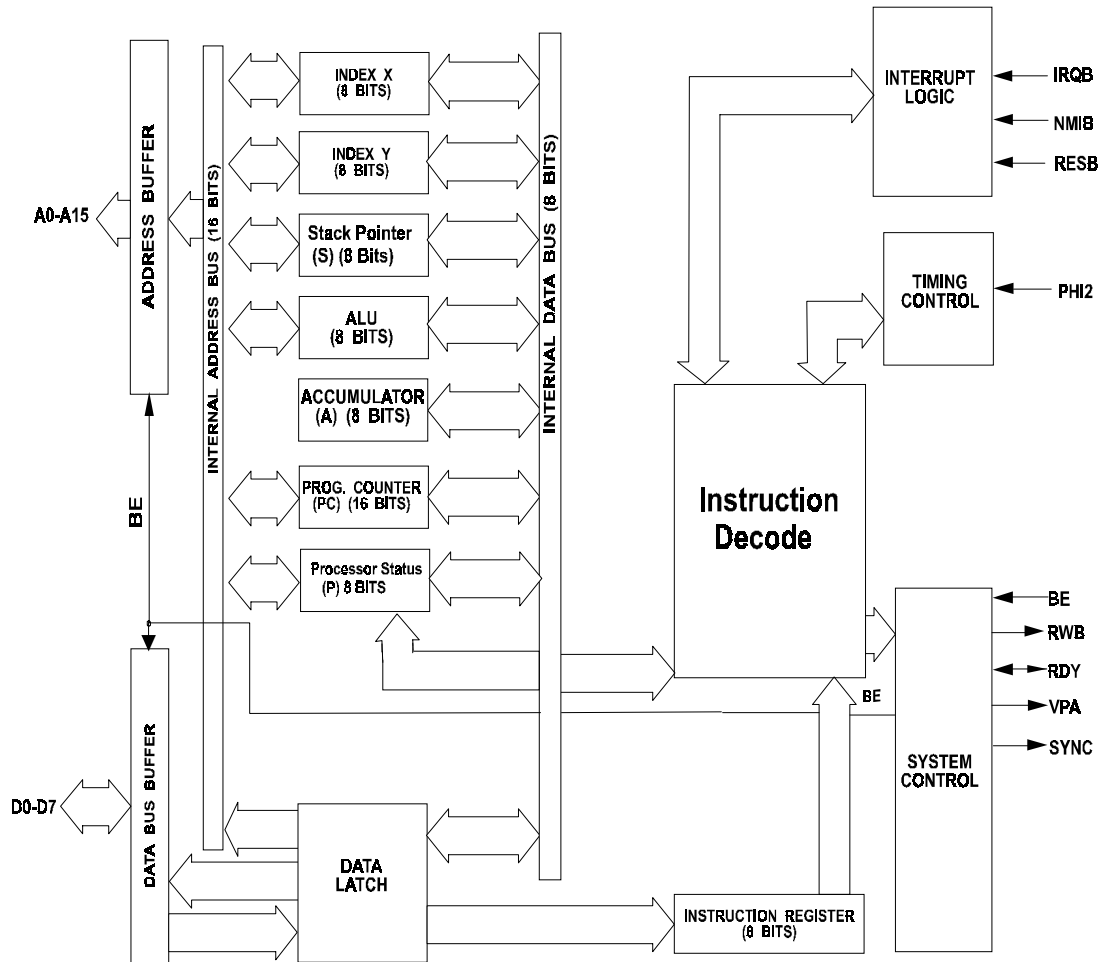 ADDRESS BUFFER
A0-A15
INTERNAL ADDRESS BUS (16 BITS)
INDEX X
(8 BITS)
INDEX Y
(8 BITS)
Stack Pointer
(S) (8 Bits)
ALU
(8 BITS)
ACCUMULATOR
(A) (8 BITS)
PROG. COUNTER
(PC) (16 BITS)
Processor Status
(P) 8 BITS
INTERNAL DATA BUS (8 BITS)
INTERRUPT
LOGIC
IRQB
NMIB
RESB
TIMING
CONTROL
PHI2
Instruction
Decode
BE
BE
SYSTEM
CONTROL
BE
RWB
RDY
VPA
SYNC
D0-D7
DATA BUS BUFFER
DATA
LATCH
INSTRUCTION REGISTER
(8 BITS)